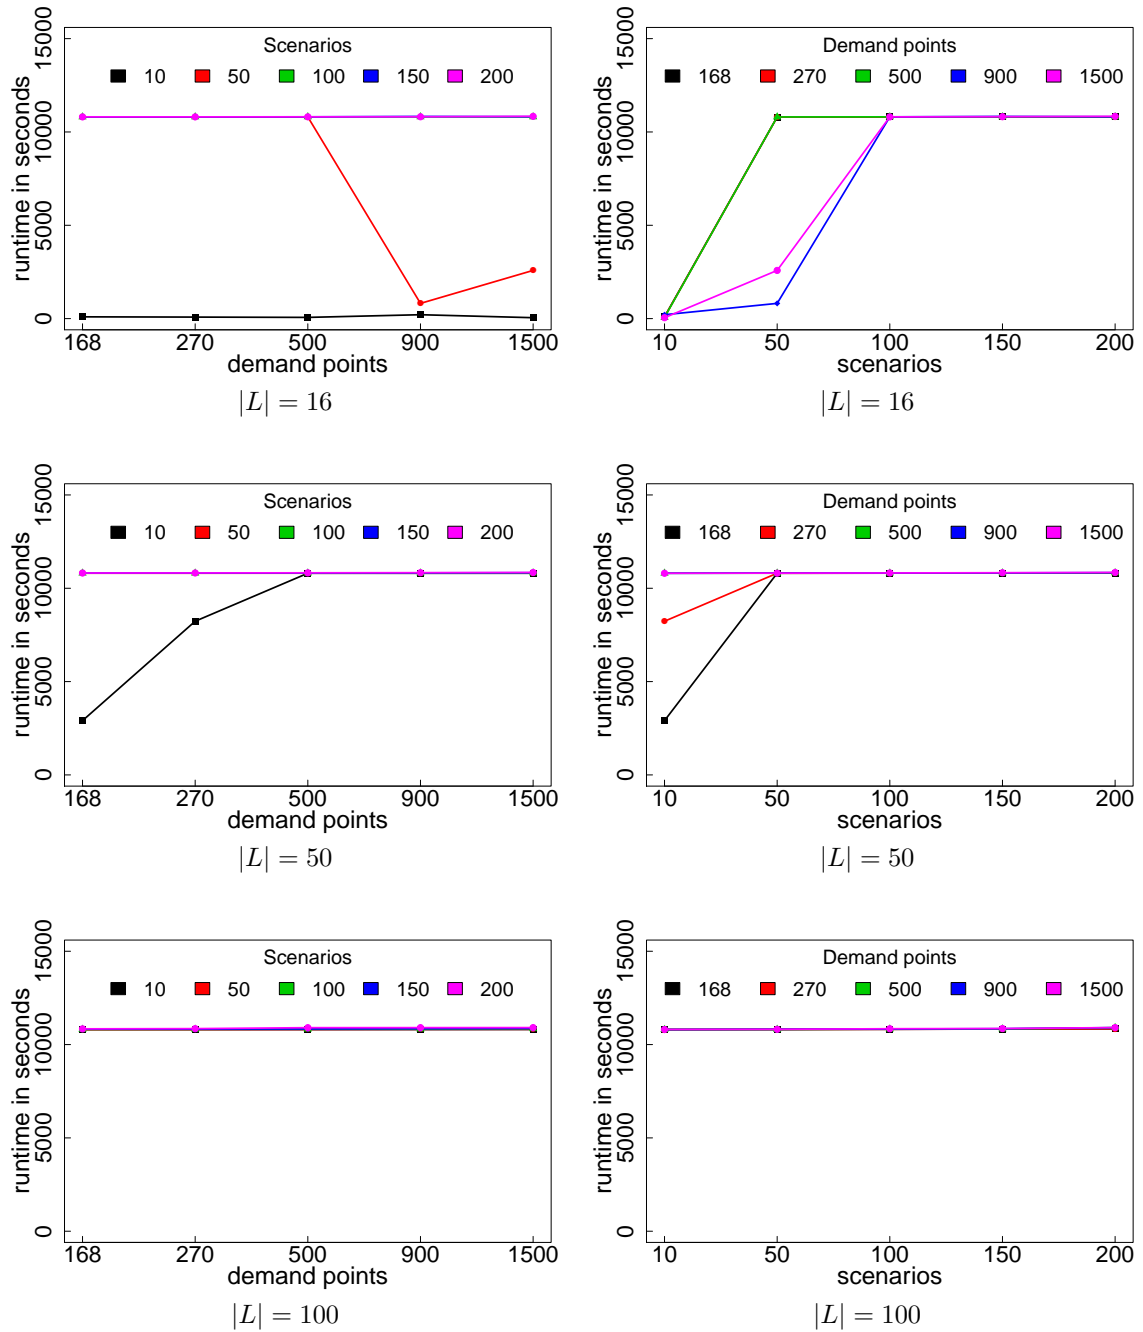 Scenarios
10 50 100 150 200
runtime in seconds
0 5000 10000 15000
168 270 500 900 1500
demand points
|L| = 16
Demand points
168 270 500 900 1500
runtime in seconds
0 5000 10000 15000
10 50 100 150 200
scenarios
|L| = 16
Scenarios
10 50 100 150 200
runtime in seconds
0 5000 10000 15000
168 270 500 900 1500
demand points
|L| = 50
Demand points
168 270 500 900 1500
runtime in seconds
0 5000 10000 15000
10 50 100 150 200
scenarios
|L| = 50
Scenarios
10 50 100 150 200
runtime in seconds
0 5000 10000 15000
168 270 500 900 1500
demand points
|L| = 100
Demand points
168 270 500 900 1500
runtime in seconds
0 5000 10000 15000
10 50 100 150 200
scenarios
|L| = 100